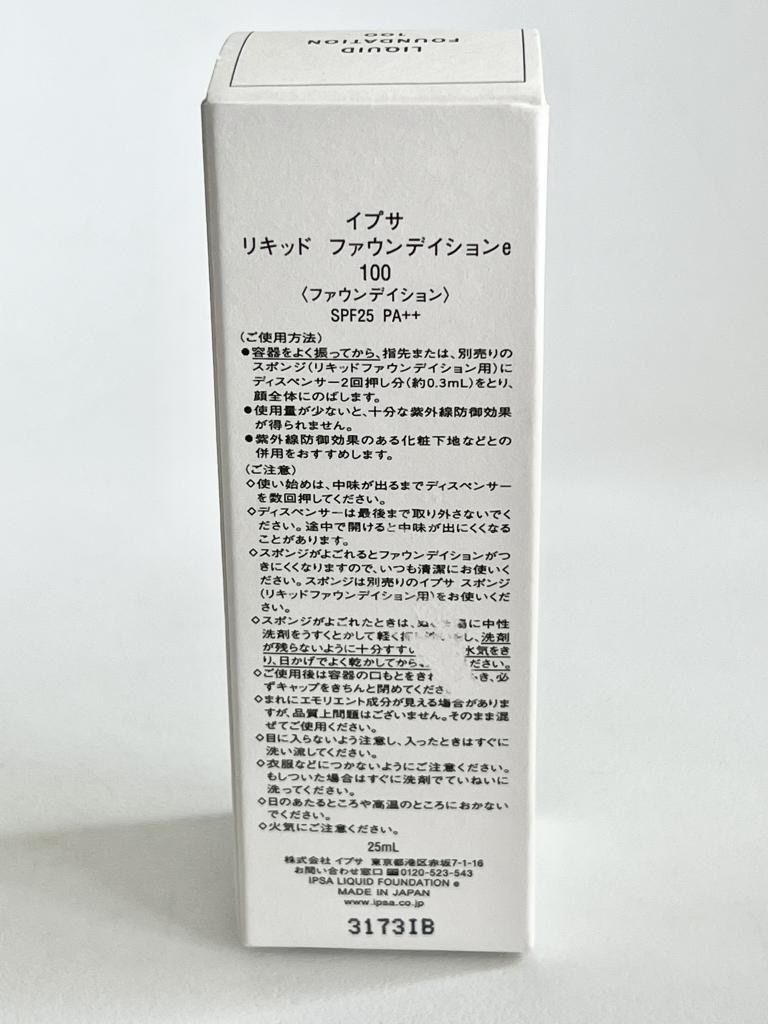 LIQUID
FOUNDATION
100
イプサ
リキッド ファウンデイションe
100
〈ファウンデイション〉
SPF25 PA++
(ご使用方法)
●容器をよく振ってから、指先または、別売りの
スポンジ(リキッドファウンデイション用)に
ディスペンサー2回押し分(約0.3mL)をとり、
顔全体にのばします。
●使用量が少ないと、十分な紫外線防御効果
が得られません。
●紫外線防御効果のある化粧下地などとの
併用をおすすめします。
(ご注意)
◇使い始めは、中味が出るまでディスペンサー
を数回押してください。
◇ディスペンサーは最後まで取り外さないでく
ださい。途中で開けると中味が出にくくなる
ことがあります。
◇スポンジがよごれるとファウンデイションがつ
きにくくなりますので、いつも清潔にお使いく
ださい。スポンジは別売りのイプサ スポンジ
(リキッドファウンデイション用)をお使いくだ
さい。
◇スポンジがよごれたときは、ぬ 湯に中性
洗剤をうすくとかして軽く押 し、洗剤
が残らないように十分すす 水気をき
り、日かげでよく乾かしてから、 ださい。
◇ご使用後は容器の口もとをき き、必
ずキャップをきちんと閉めてくださ
◇まれにエモリエント成分が見える場合がありま
すが、品質上問題はございません。そのまま混
ぜてご使用ください。
◇目に入らないよう注意し、入ったときはすぐに
洗い流してください。
◇衣服などにつかないようにご注意ください。
もしついた場合はすぐに洗剤でていねいに
洗ってください。
◇日のあたるところや高温のところにおかない
でください。
◇火気にご注意ください。
25mL
株式会社 イプサ 東京都港区赤坂7-1-16
お問い合わせ窓口 0120-523-543
IPSA LIQUID FOUNDATION e
MADE IN JAPAN
www.ipsa.co.jp
3173IB